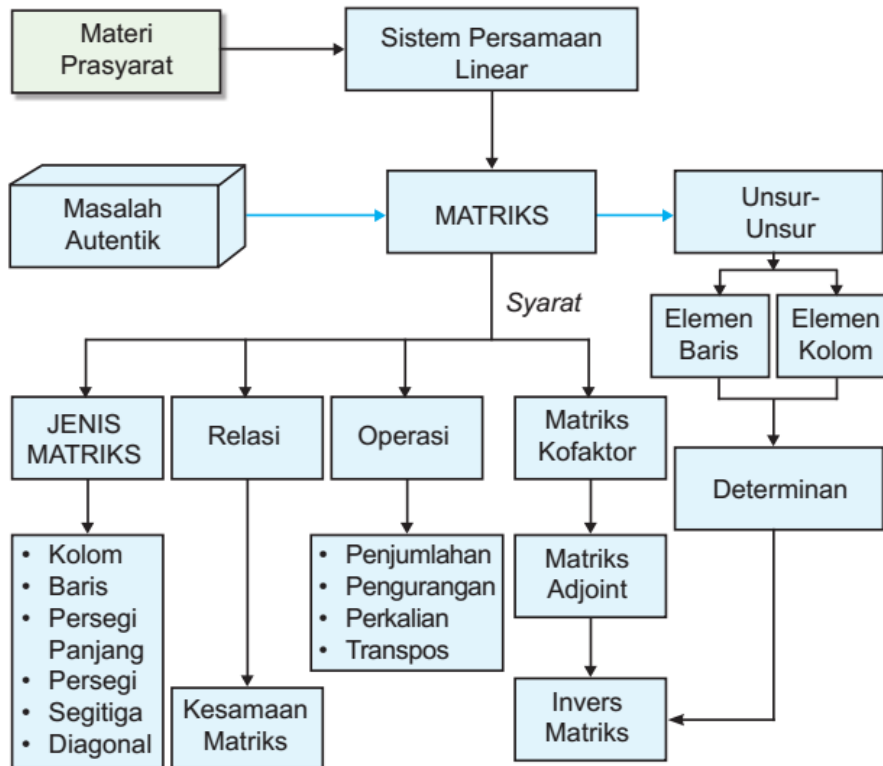 Materi
Prasyarat
Sistem Persamaan
Linear
Masalah
Autentik
MATRIKS
Unsur-
Unsur
Syarat
Elemen
Baris
Elemen
Kolom
JENIS
MATRIKS
Relasi
Operasi
Matriks
Kofaktor
Determinan
• Kolom
• Baris
• Persegi
Panjang
• Persegi
• Segitiga
• Diagonal
Kesamaan
Matriks
• Penjumlahan
• Pengurangan
• Perkalian
• Transpos
Matriks
Adjoint
Invers
Matriks